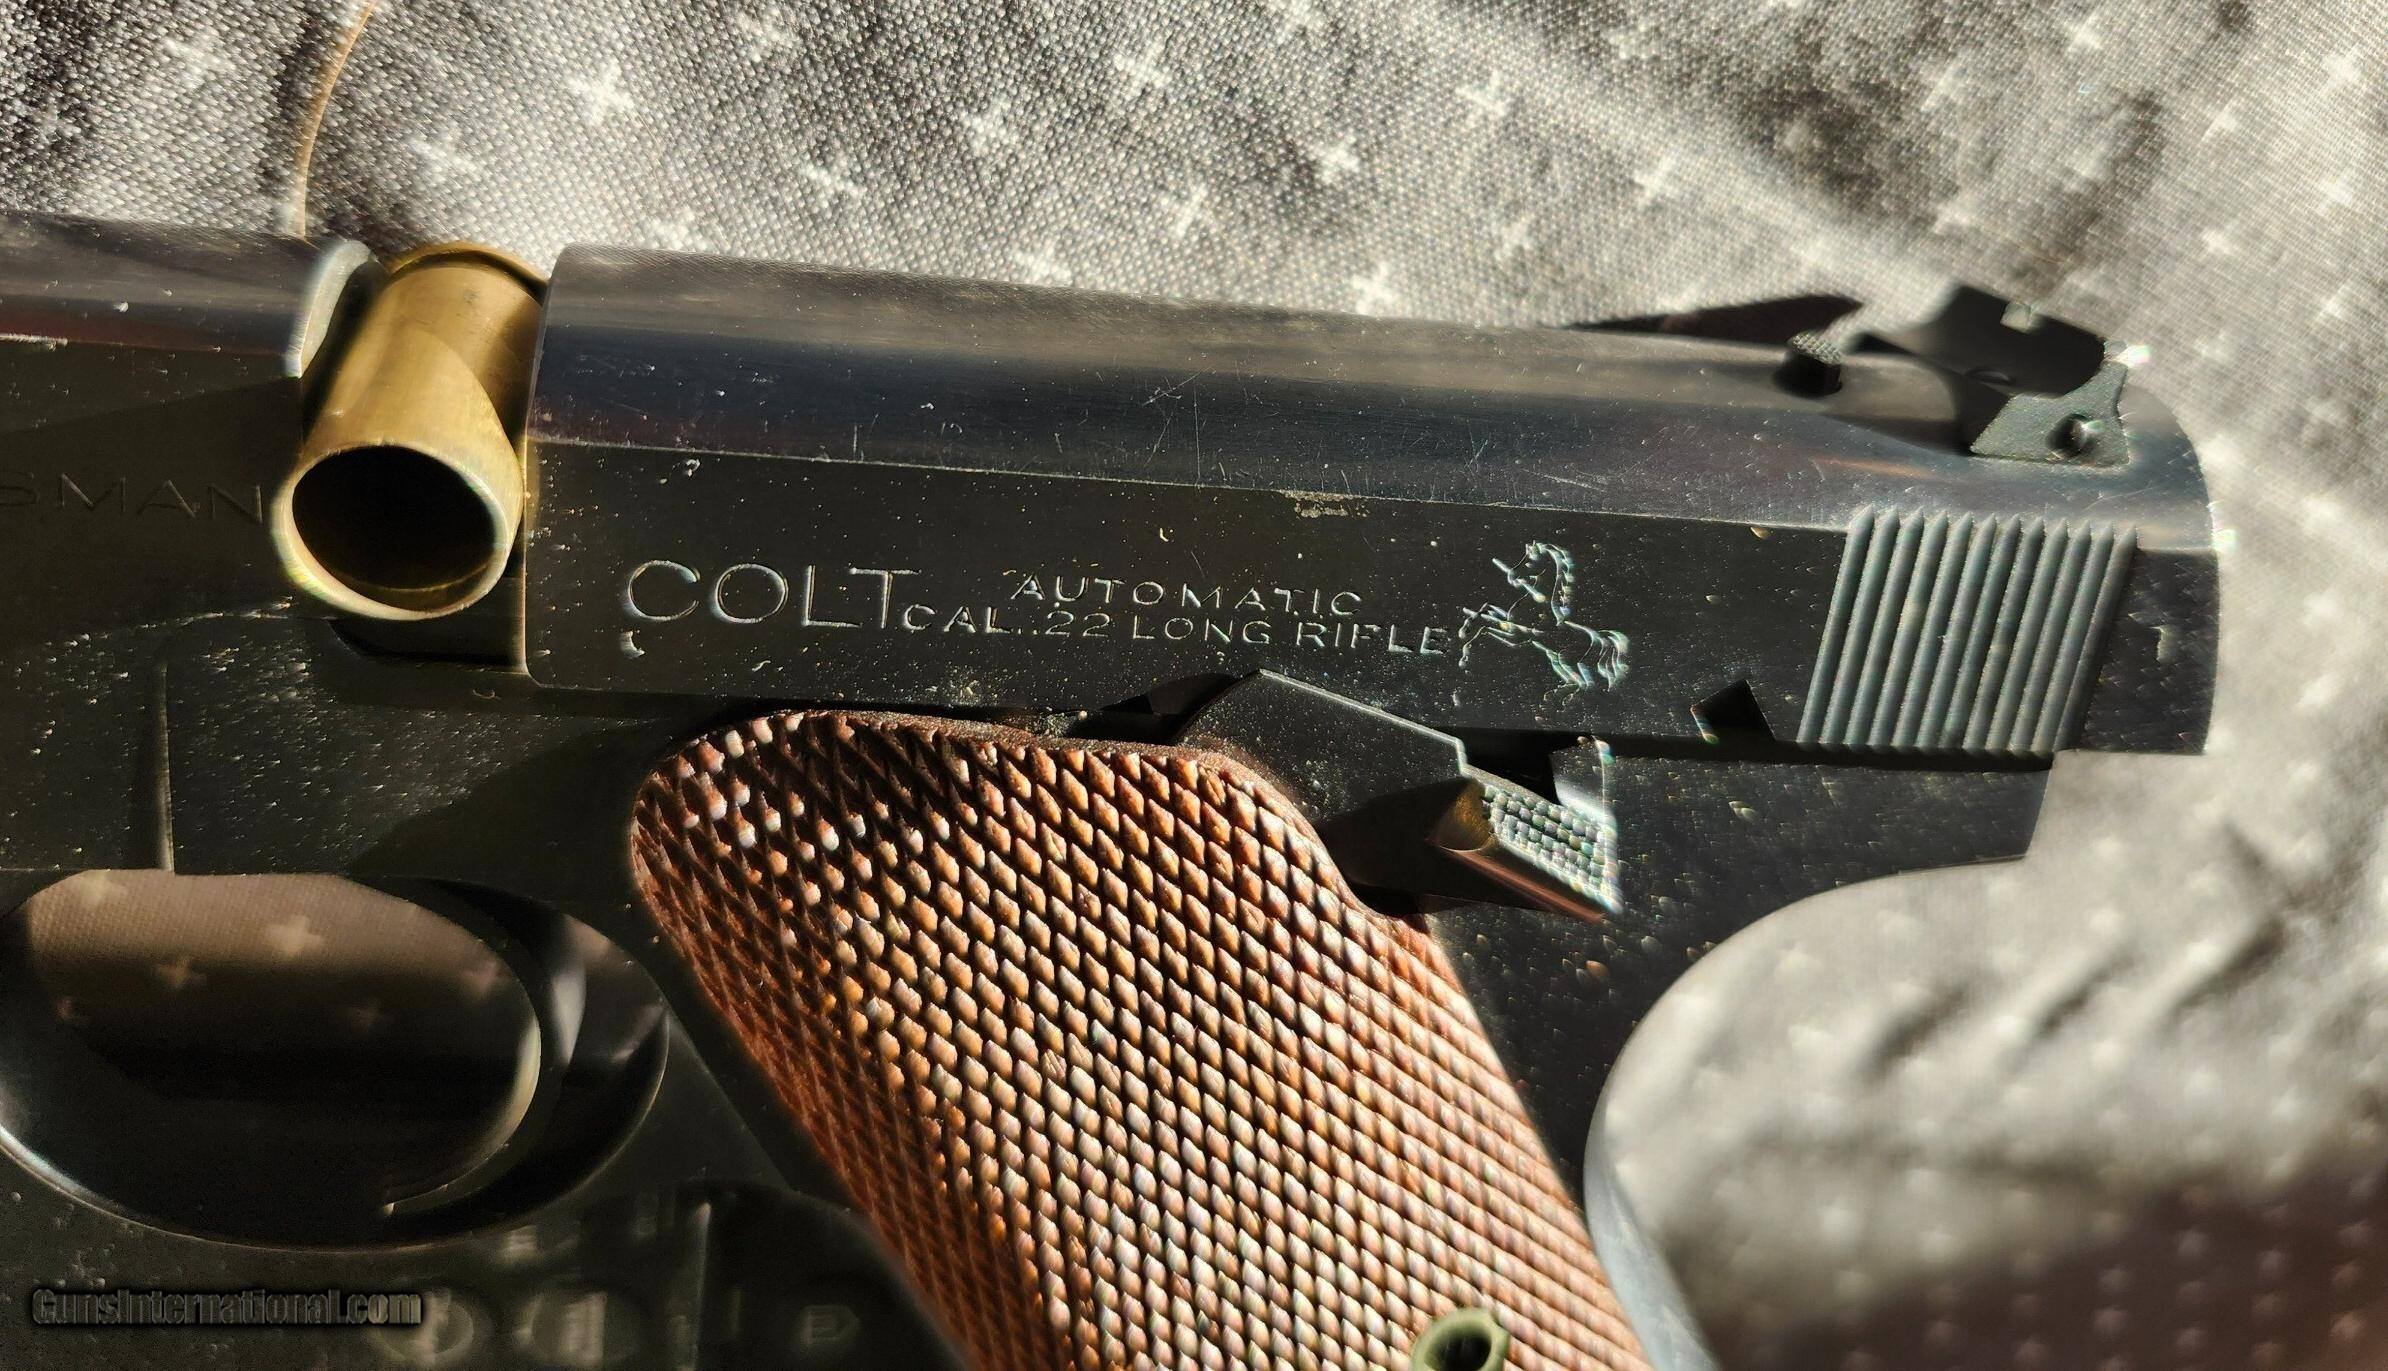 SMAN
COLT AUTOMATIC
CAL. .22 LONG RIFLE
GunsInternational.com